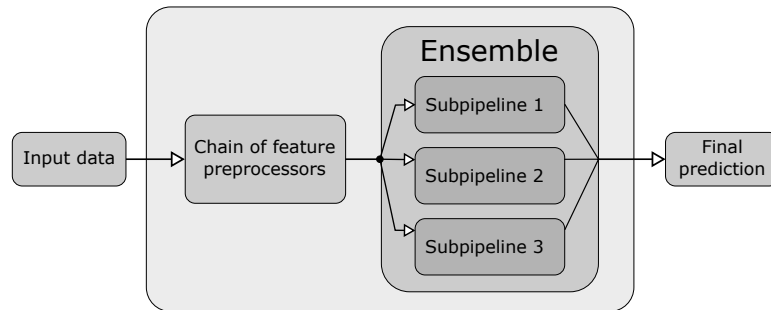 Ensemble
Subpipeline 1
Input data
Chain of feature
preprocessors
Subpipeline 2
Final
prediction
Subpipeline 3